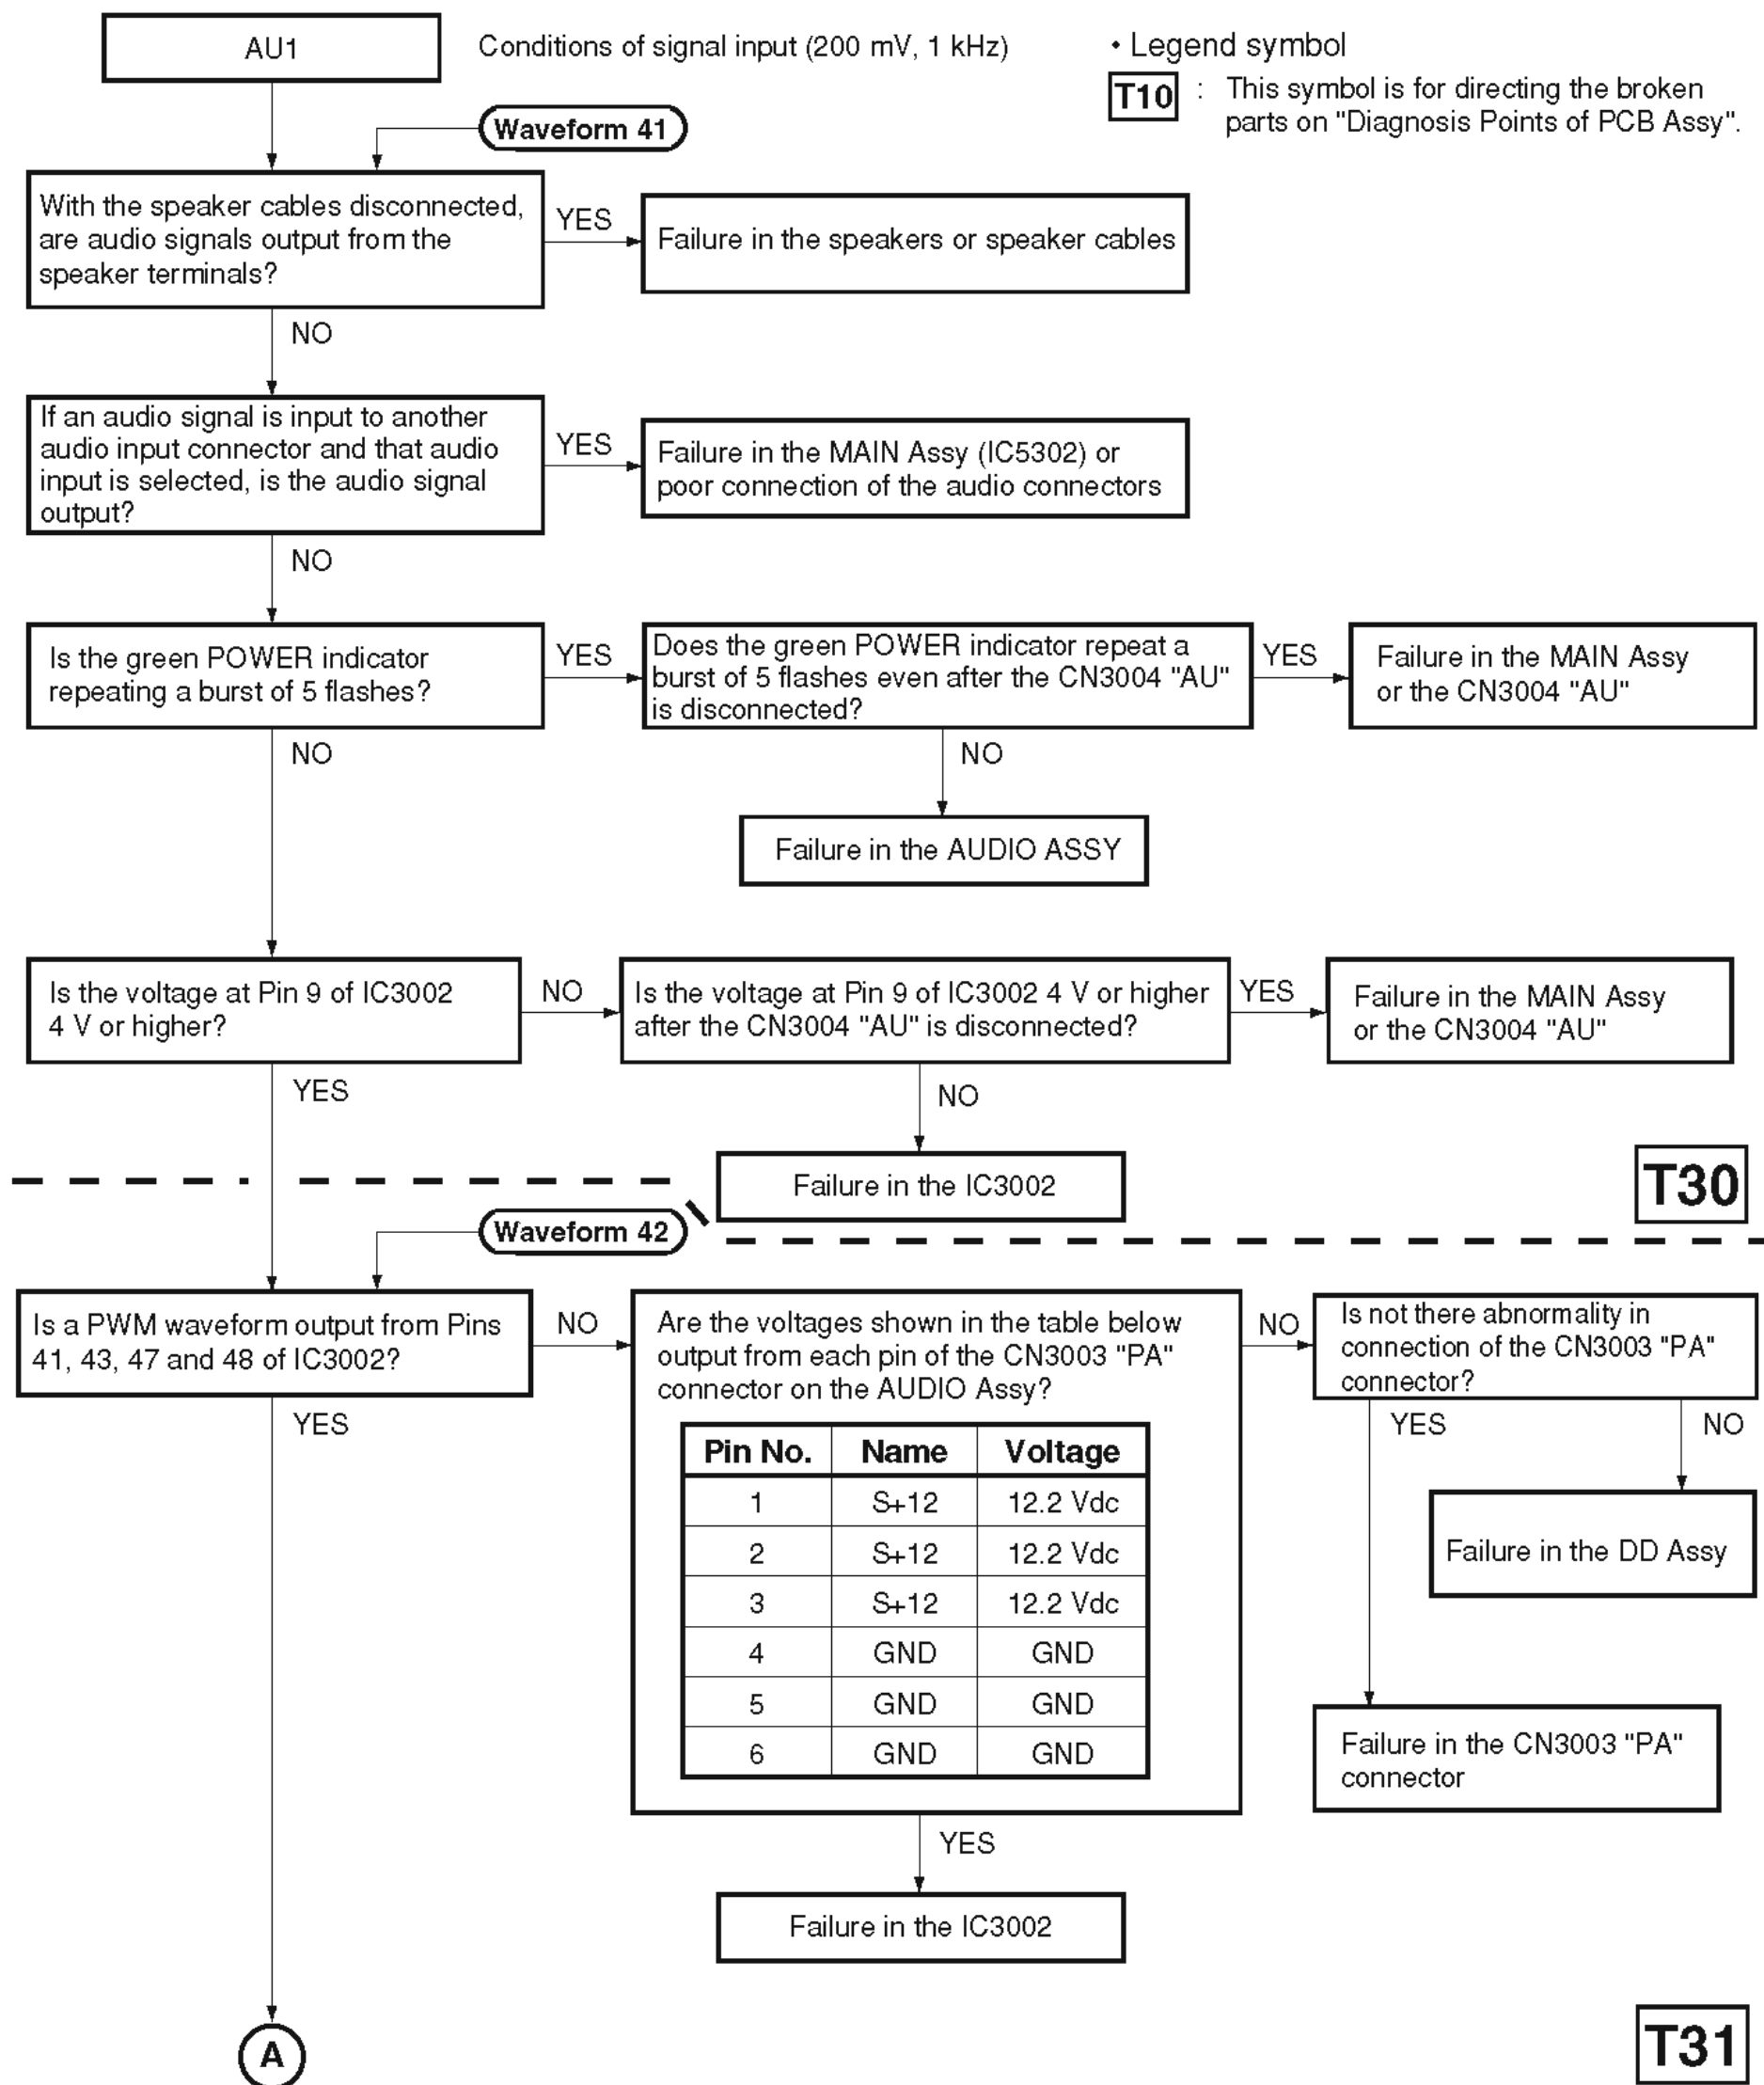 AU1
Conditions of signal input (200 mV, 1 kHz)
• Legend symbol
T10 : This symbol is for directing the broken
parts on "Diagnosis Points of PCB Assy".
Waveform 41
With the speaker cables disconnected,
are audio signals output from the
speaker terminals?
YES
Failure in the speakers or speaker cables
NO
If an audio signal is input to another
audio input connector and that audio
input is selected, is the audio signal
output?
YES
Failure in the MAIN Assy (IC5302) or
poor connection of the audio connectors
NO
Is the green POWER indicator
repeating a burst of 5 flashes?
YES
Does the green POWER indicator repeat a
burst of 5 flashes even after the CN3004 "AU"
is disconnected?
YES
Failure in the MAIN Assy
or the CN3004 "AU"
NO
NO
Failure in the AUDIO ASSY
Is the voltage at Pin 9 of IC3002
4 V or higher?
NO
Is the voltage at Pin 9 of IC3002 4 V or higher
after the CN3004 "AU" is disconnected?
YES
Failure in the MAIN Assy
or the CN3004 "AU"
YES
NO
Failure in the IC3002
T30
Waveform 42
Is a PWM waveform output from Pins
41, 43, 47 and 48 of IC3002?
NO
Are the voltages shown in the table below
output from each pin of the CN3003 "PA"
connector on the AUDIO Assy?
Pin No. Name Voltage
1 S+12 12.2 Vdc
2 S+12 12.2 Vdc
3 S+12 12.2 Vdc
4 GND GND
5 GND GND
6 GND GND
NO
Is not there abnormality in
connection of the CN3003 "PA"
connector?
YES
YES
NO
Failure in the DD Assy
Failure in the CN3003 "PA"
connector
YES
Failure in the IC3002
A
T31